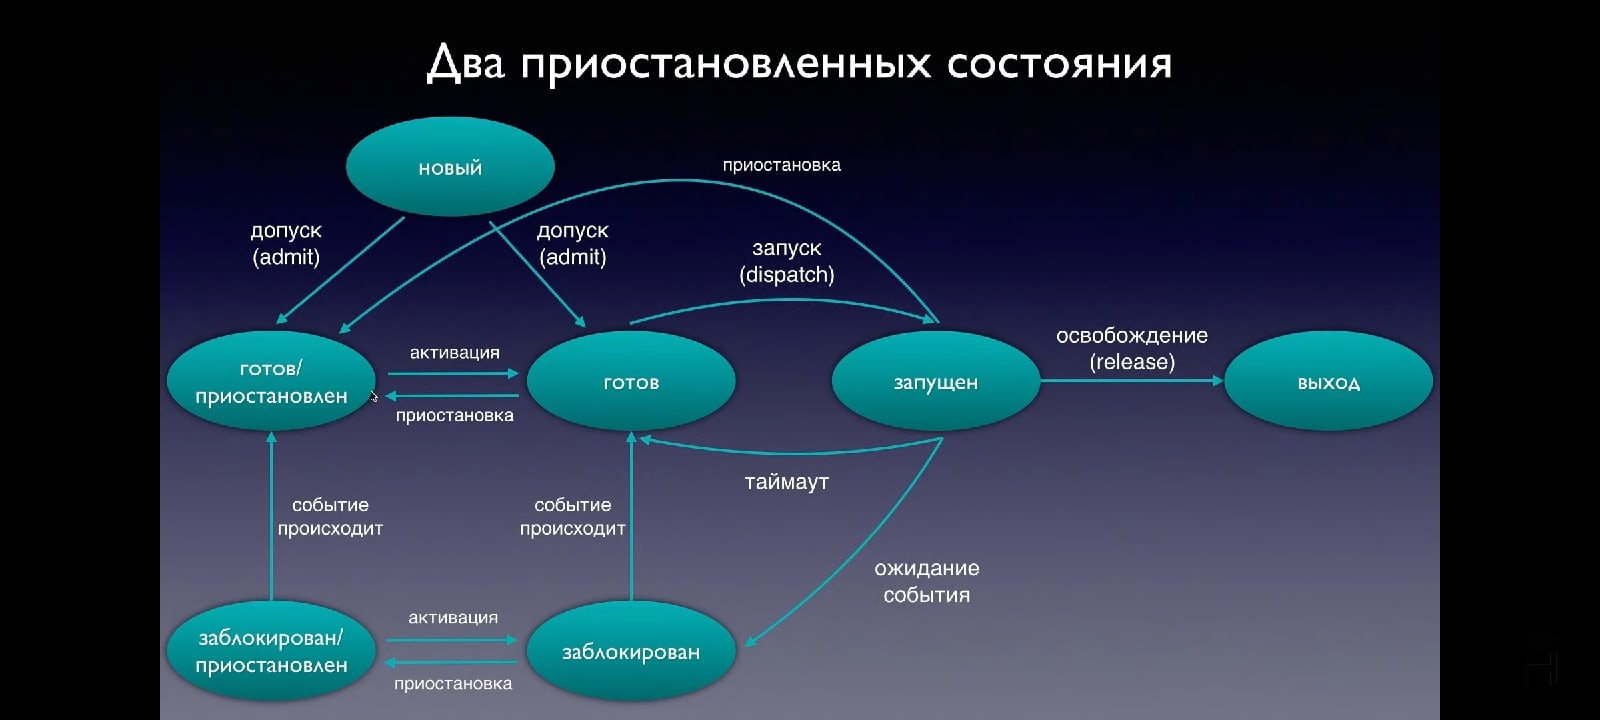 Два приостановленных состояния
новый
приостановка
допуск
(admit)
допуск
(admit)
запуск
(dispatch)
освобождение
(release)
готов/
приостановлен
активация
приостановка
готов
запущен
выход
таймаут
событие
происходит
событие
происходит
ожидание
события
заблокирован/
приостановлен
активация
приостановка
заблокирован